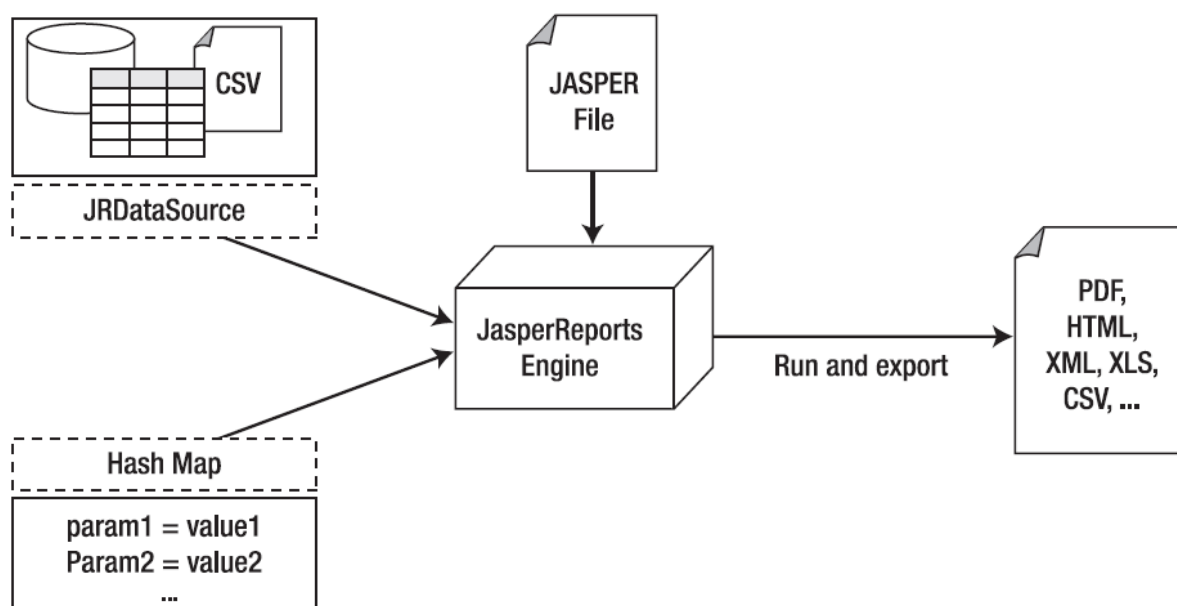 CSV
JRDataSource
JASPER
File
JasperReports
Engine
Run and export
PDF,
HTML,
XML, XLS,
CSV, ...
Hash Map
param1 = value1
Param2 = value2
...